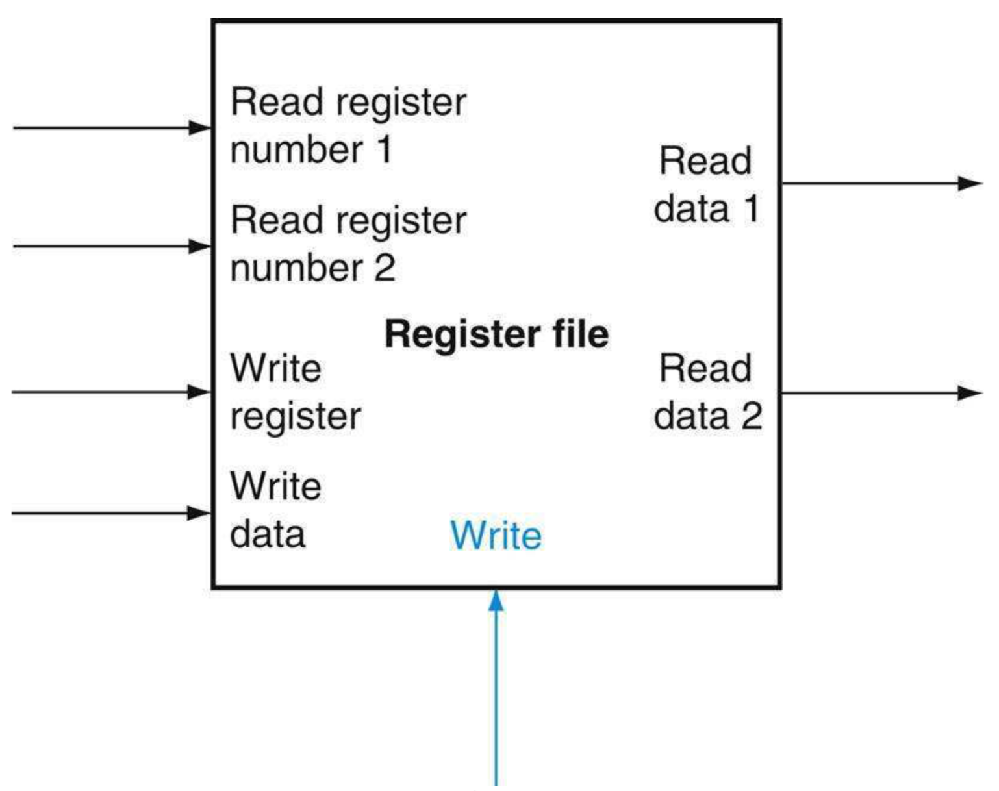 Read register
number 1
Read
data 1
Read register
number 2
Register file
Write
register
Read
data 2
Write
data
Write